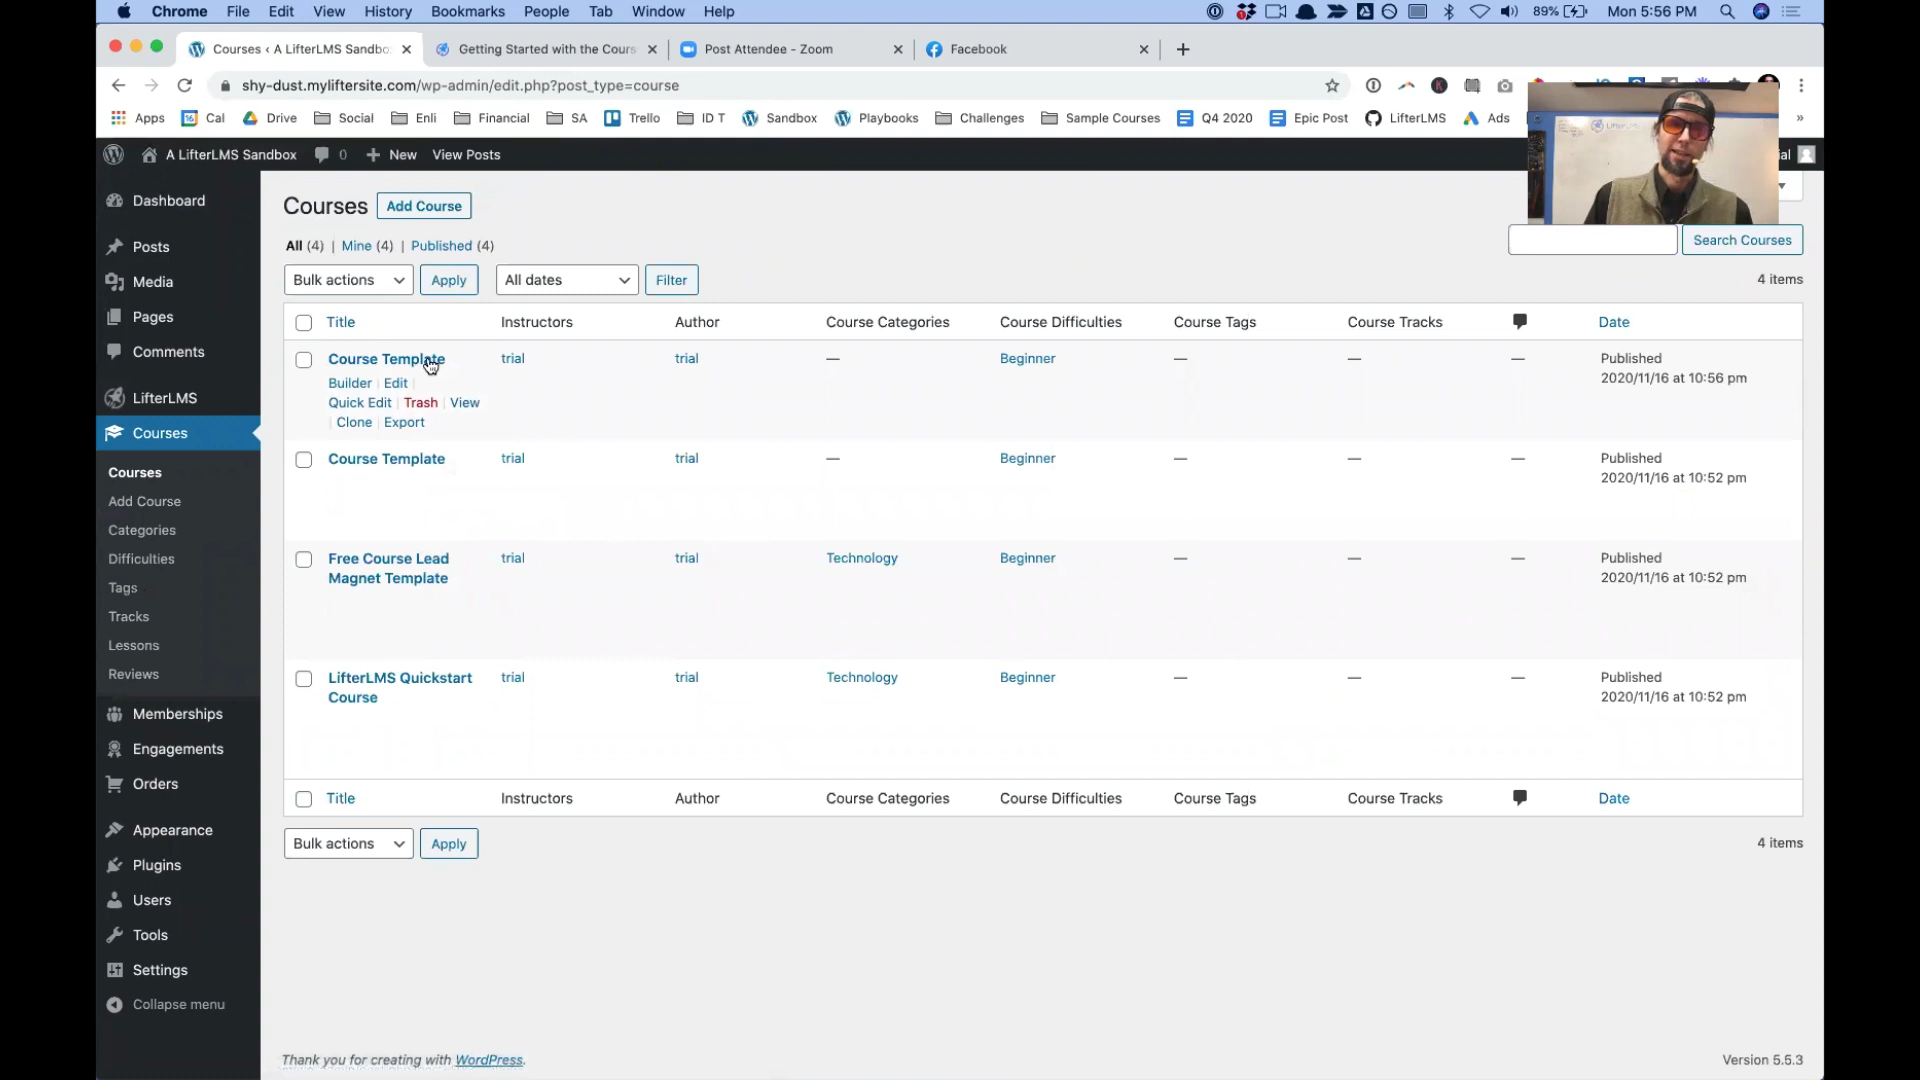 Chrome File Edit View History Bookmarks People Tab Window Help
89% Mon 5:56 PM
Courses ‹ A LifterLMS Sandbo
Getting Started with the Cours
Post Attendee - Zoom
Facebook
shy-dust.myliftersite.com/wp-admin/edit.php?post_type=course
Apps Cal Drive Social Enli Financial SA Trello ID T Sandbox Playbooks Challenges Sample Courses Q4 2020 Epic Post LifterLMS Ads »
A LifterLMS Sandbox 0 New View Posts
Dashboard
Posts
Media
Pages
Comments
LifterLMS
Courses
Courses
Add Course
Categories
Difficulties
Tags
Tracks
Lessons
Reviews
Memberships
Engagements
Orders
Appearance
Plugins
Users
Tools
Settings
Collapse menu
Courses Add Course
All (4) | Mine (4) | Published (4)
Search Courses
Bulk actions Apply All dates Filter
4 items
Title Instructors Author Course Categories Course Difficulties Course Tags Course Tracks Date
Course Template trial trial — Beginner — — — Published
2020/11/16 at 10:56 pm
Builder | Edit |
Quick Edit | Trash | View
| Clone | Export
Course Template trial trial — Beginner — — — Published
2020/11/16 at 10:52 pm
Free Course Lead trial trial Technology Beginner — — — Published
Magnet Template 2020/11/16 at 10:52 pm
LifterLMS Quickstart trial trial Technology Beginner — — — Published
Course 2020/11/16 at 10:52 pm
Title Instructors Author Course Categories Course Difficulties Course Tags Course Tracks Date
Bulk actions Apply
4 items
Thank you for creating with WordPress.
Version 5.5.3